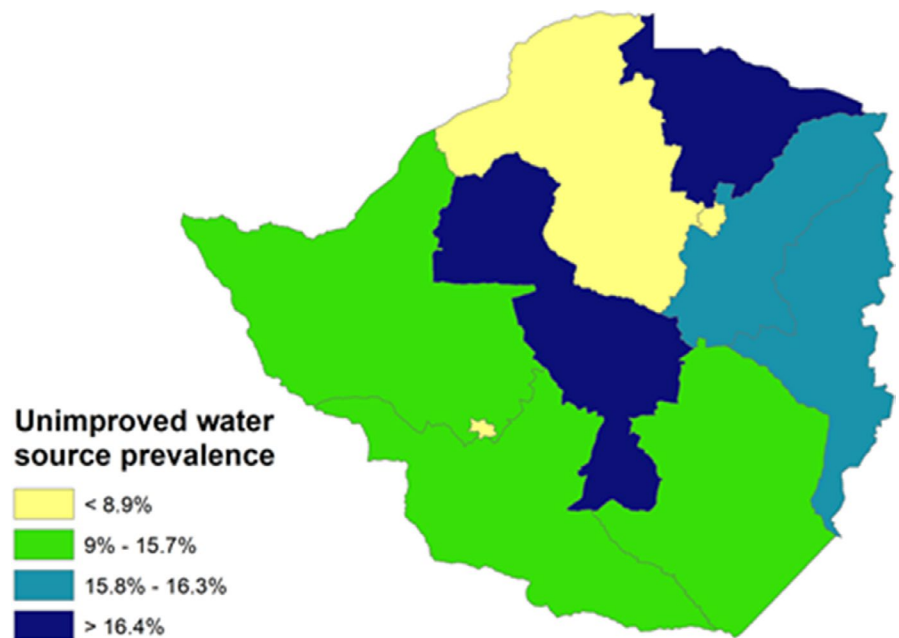 Unimproved water
source prevalence
< 8.9%
9% - 15.7%
15.8% - 16.3%
> 16.4%